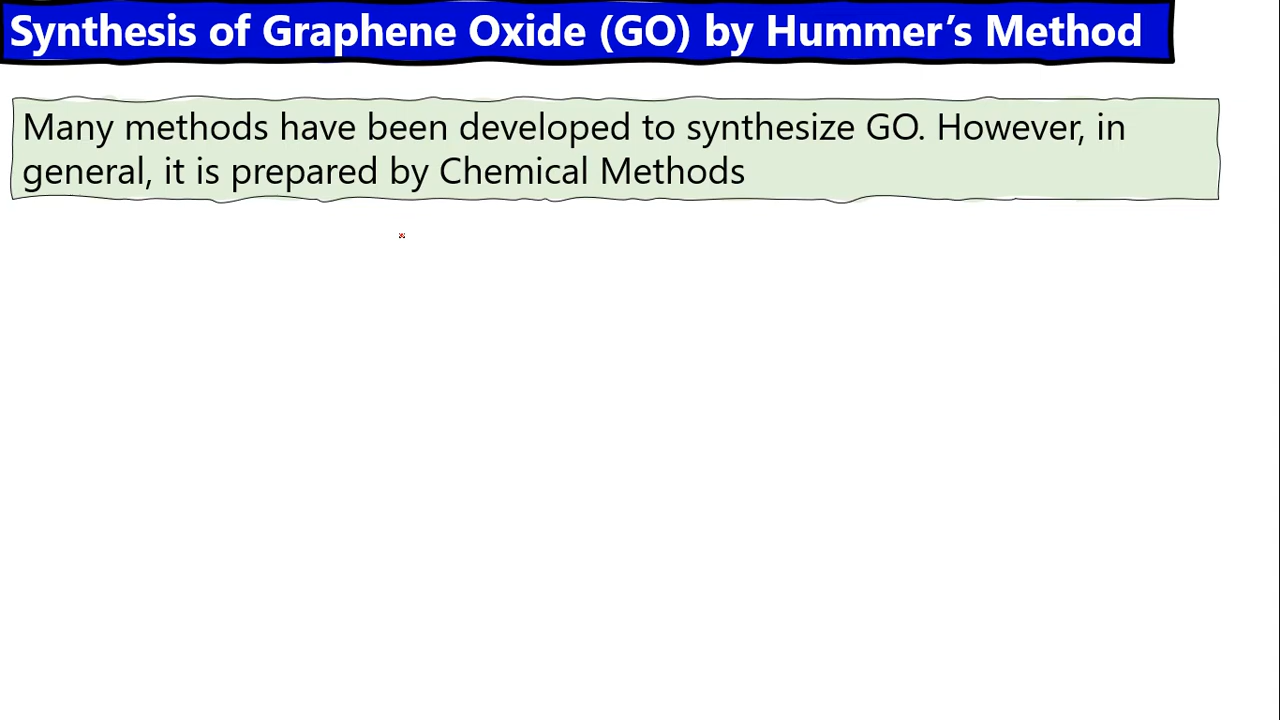 Synthesis of Graphene Oxide (GO) by Hummer’s Method
Many methods have been developed to synthesize GO. However, in
general, it is prepared by Chemical Methods